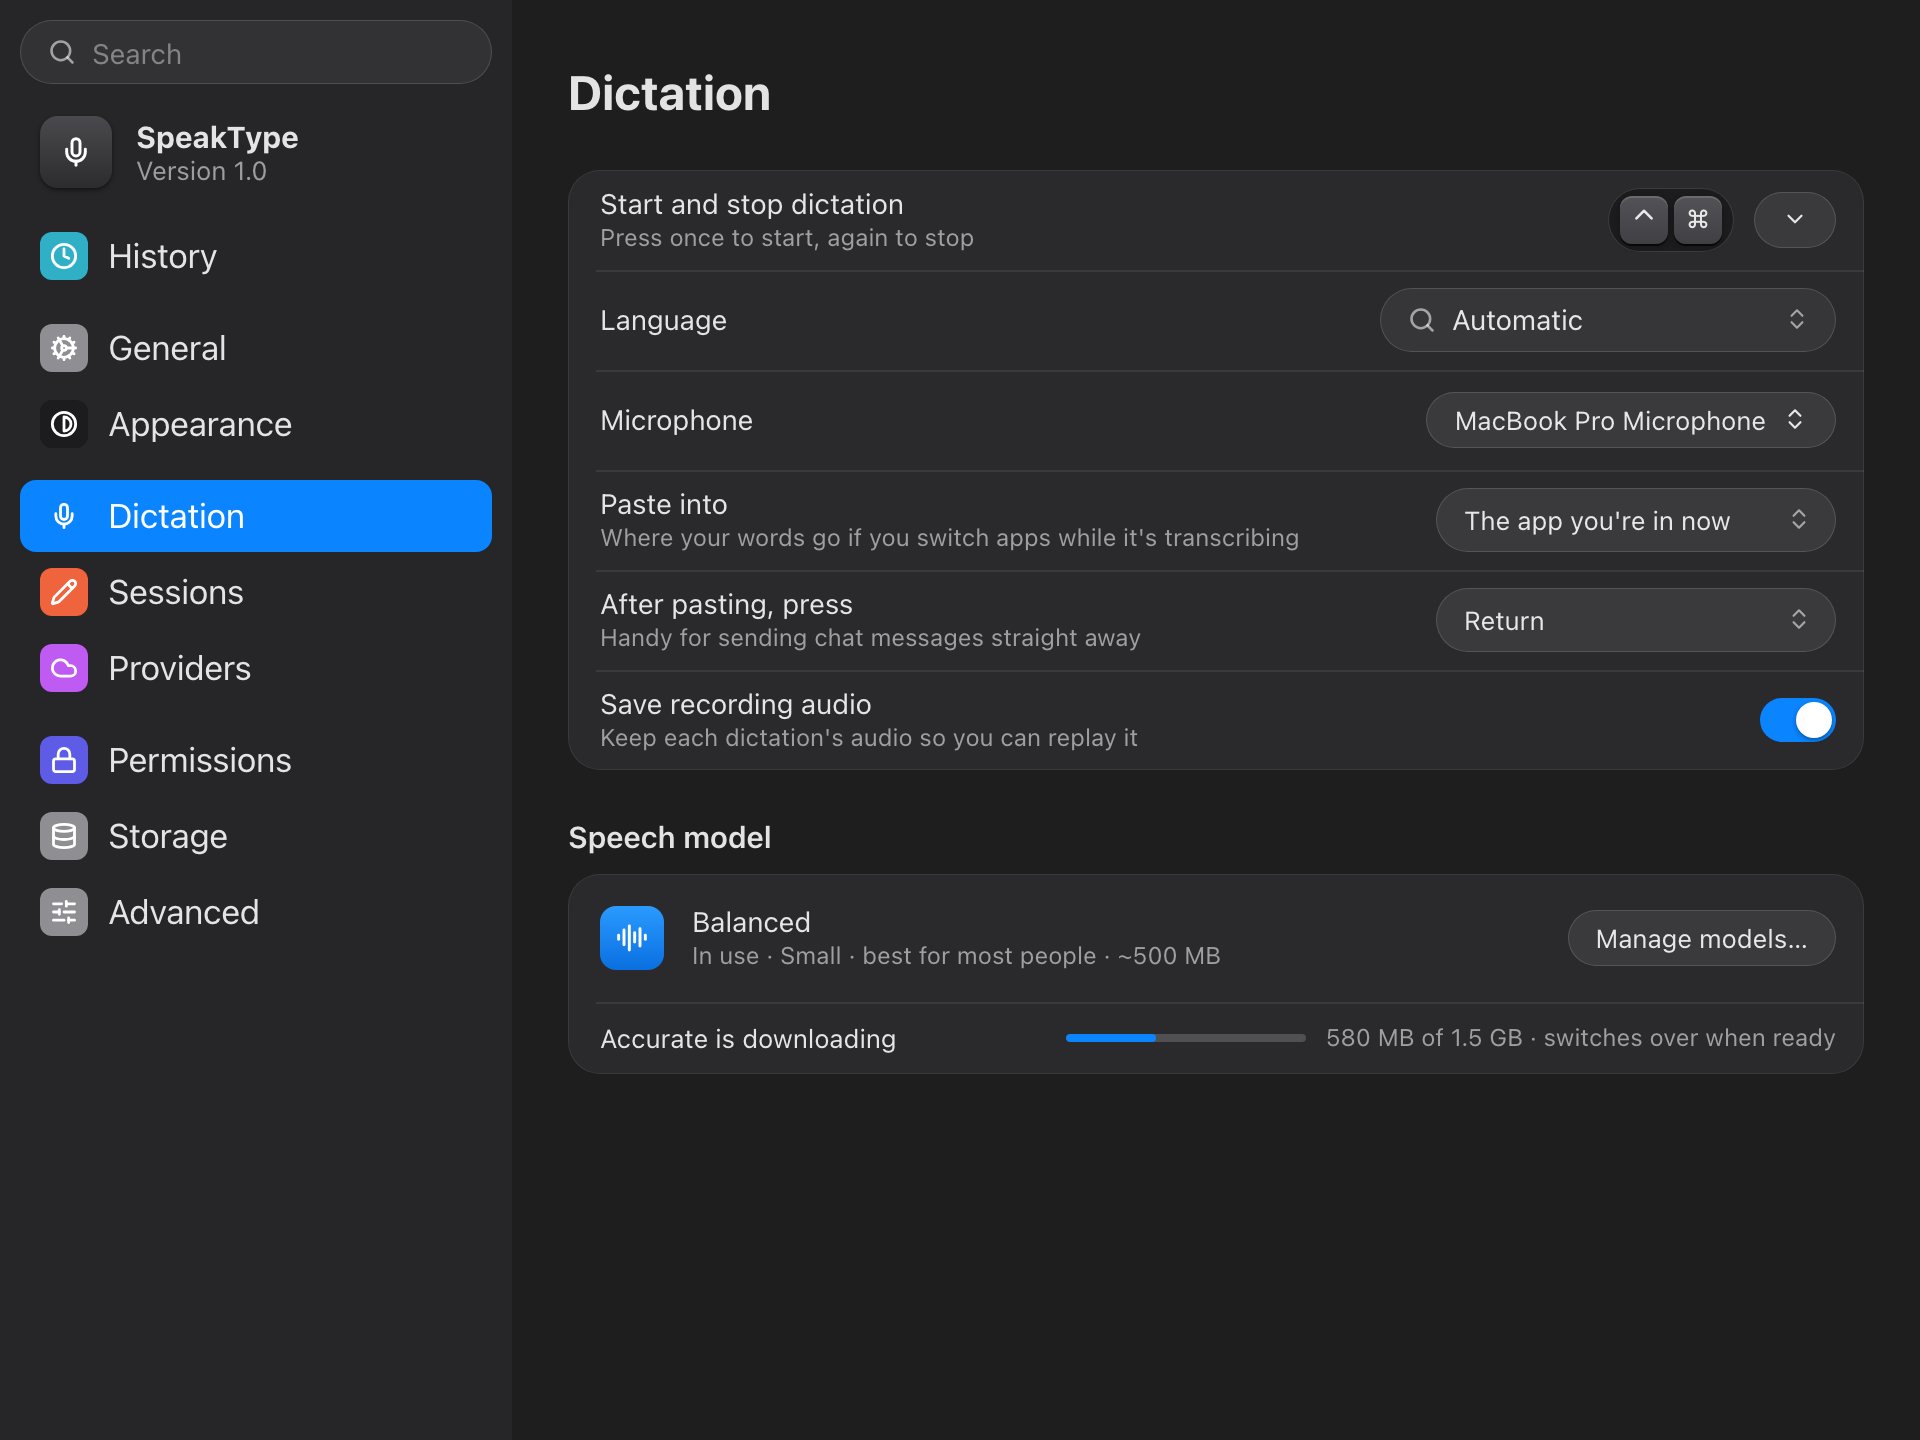 Search
SpeakType
Version 1.0
History
General
Appearance
Dictation
Sessions
Providers
Permissions
Storage
Advanced
Dictation
Start and stop dictation
Press once to start, again to stop
⌃ ⌘
Language
Automatic
Microphone
MacBook Pro Microphone
Paste into
Where your words go if you switch apps while it's transcribing
The app you're in now
After pasting, press
Handy for sending chat messages straight away
Return
Save recording audio
Keep each dictation's audio so you can replay it
Speech model
Balanced
In use · Small · best for most people · ~500 MB
Manage models...
Accurate is downloading
580 MB of 1.5 GB · switches over when ready